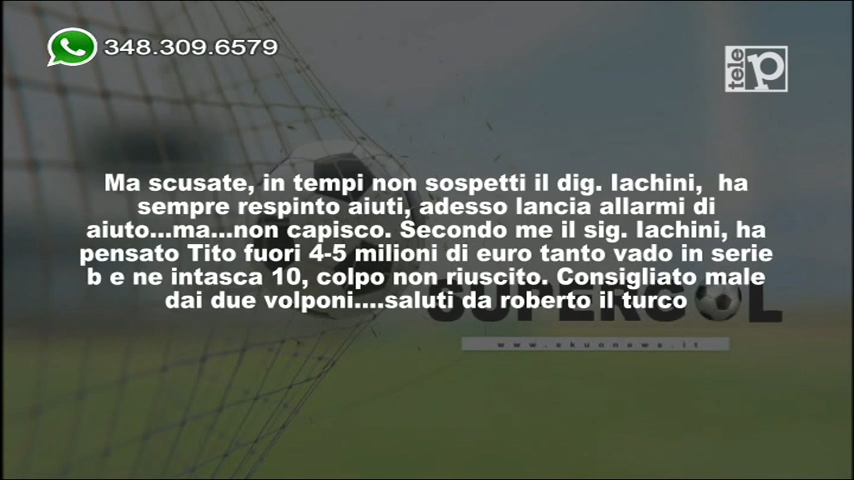 348.309.6579
tele p
Ma scusate, in tempi non sospetti il dig. Iachini, ha
sempre respinto aiuti, adesso lancia allarmi di
aiuto...ma...non capisco. Secondo me il sig. Iachini, ha
pensato Tito fuori 4-5 milioni di euro tanto vado in serie
b e ne intasca 10, colpo non riuscito. Consigliato male
dai due volponi....saluti da roberto il turco
SUPERGOL
www.ekuonews.it